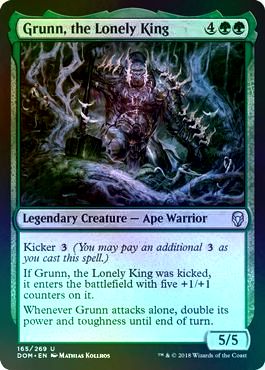 Grunn, the Lonely King 4
Legendary Creature — Ape Warrior
Kicker 3 (You may pay an additional 3 as
you cast this spell.)
If Grunn, the Lonely King was kicked,
it enters the battlefield with five +1/+1
counters on it.
Whenever Grunn attacks alone, double its
power and toughness until end of turn.
5/5
165/269 U
DOM • EN MATHIAS KOLLROS
™ & © 2018 Wizards of the Coast